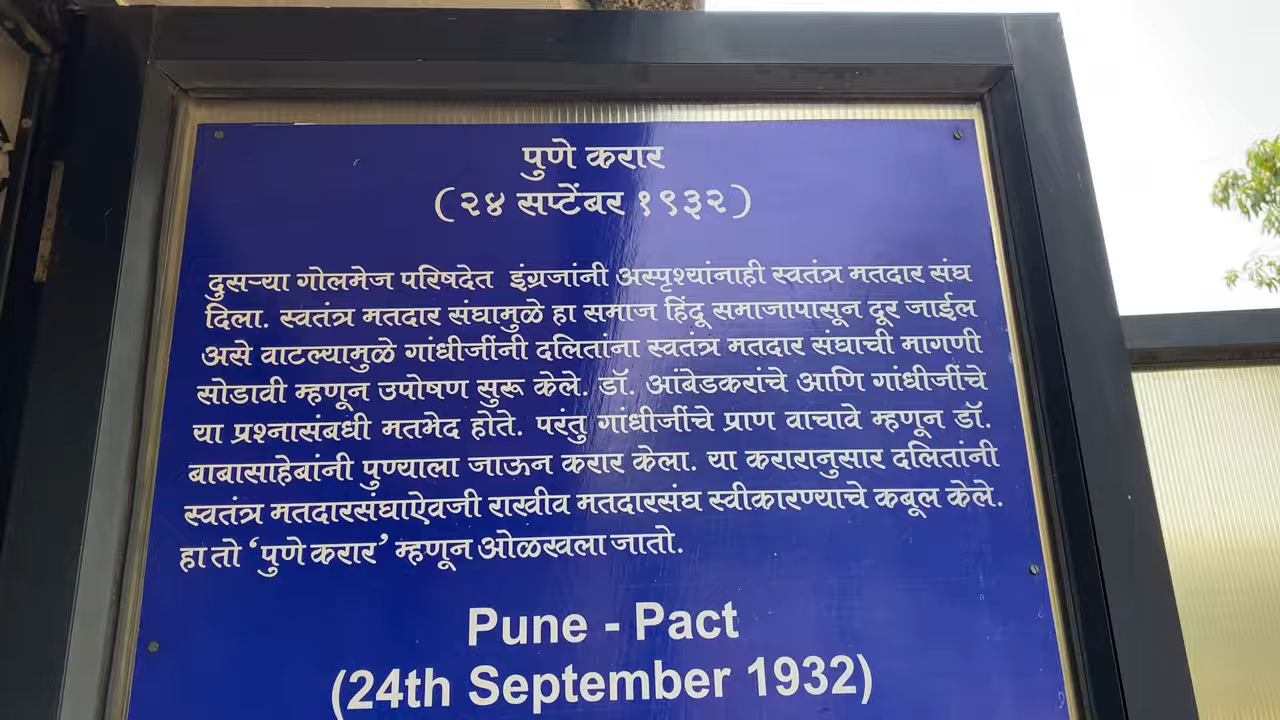 पुणे करार
(२४ सप्टेंबर १९३२)
दुसऱ्या गोलमेज परिषदेत इंग्रजांनी अस्पृश्यांनाही स्वतंत्र मतदार संघ
दिला. स्वतंत्र मतदार संघामुळे हा समाज हिंदू समाजापासून दूर जाईल
असे वाटल्यामुळे गांधीजींनी दलितांना स्वतंत्र मतदार संघाची मागणी
सोडावी म्हणून उपोषण सुरू केले. डॉ. आंबेडकरांचे आणि गांधीजींचे
या प्रश्नासंबधी मतभेद होते. परंतु गांधीजींचे प्राण वाचावे म्हणून डॉ.
बाबासाहेबांनी पुण्याला जाऊन करार केला. या करारानुसार दलितांनी
स्वतंत्र मतदारसंघाऐवजी राखीव मतदारसंघ स्वीकारण्याचे कबूल केले.
हा तो ‘पुणे करार’ म्हणून ओळखला जातो.
Pune - Pact
(24th September 1932)